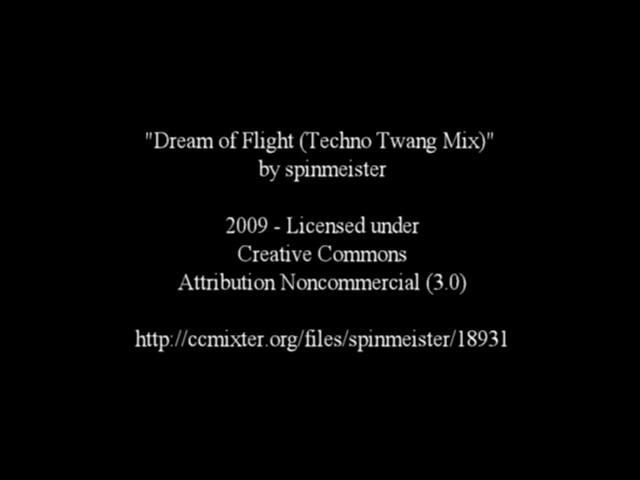 "Dream of Flight (Techno Twang Mix)"
by spinmeister
2009 - Licensed under
Creative Commons
Attribution Noncommercial (3.0)
http://ccmixter.org/files/spinmeister/18931